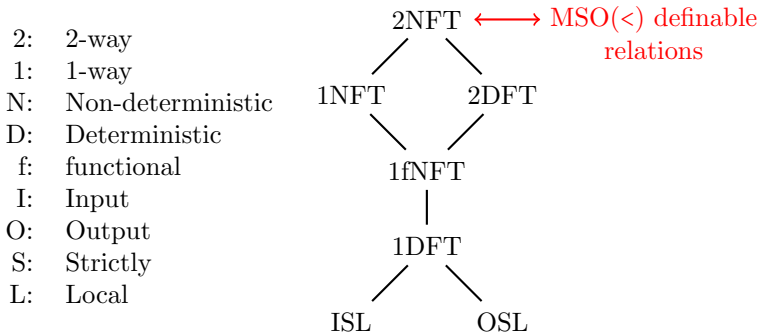 2: 2-way
1: 1-way
N: Non-deterministic
D: Deterministic
f: functional
I: Input
O: Output
S: Strictly
L: Local
2NFT
MSO(<) definable
relations
1NFT
2DFT
1fNFT
1DFT
ISL
OSL